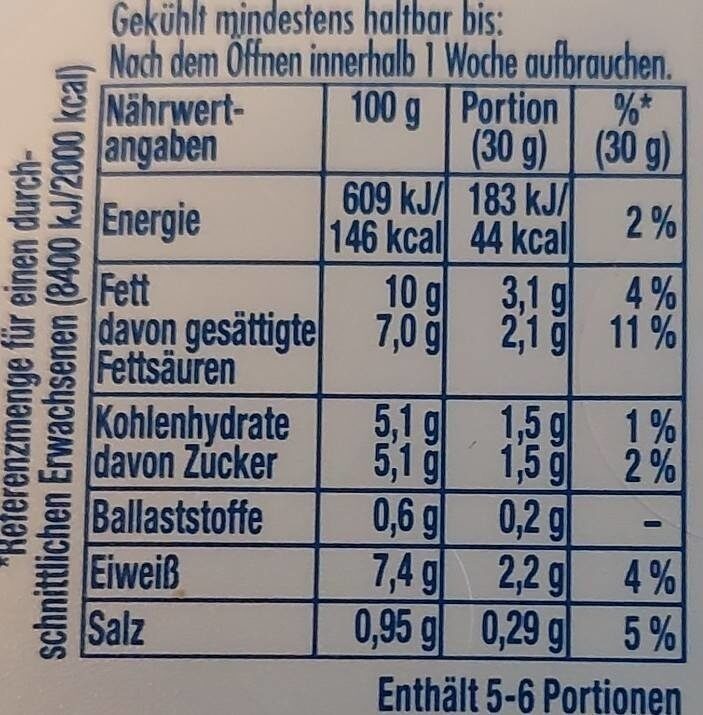 Gekühlt mindestens haltbar bis:
Nach dem Öffnen innerhalb 1 Woche aufbrauchen.
Nährwert- 100 g Portion %*
angaben (30 g) (30 g)
Energie 609 kJ/ 183 kJ/ 2 %
146 kcal 44 kcal
Fett 10 g 3,1 g 4 %
davon gesättigte 7,0 g 2,1 g 11 %
Fettsäuren
Kohlenhydrate 5,1 g 1,5 g 1 %
davon Zucker 5,1 g 1,5 g 2 %
Ballaststoffe 0,6 g 0,2 g -
Eiweiß 7,4 g 2,2 g 4 %
Salz 0,95 g 0,29 g 5 %
Enthält 5-6 Portionen
*Referenzmenge für einen durch-
schnittlichen Erwachsenen (8400 kJ/2000 kcal)